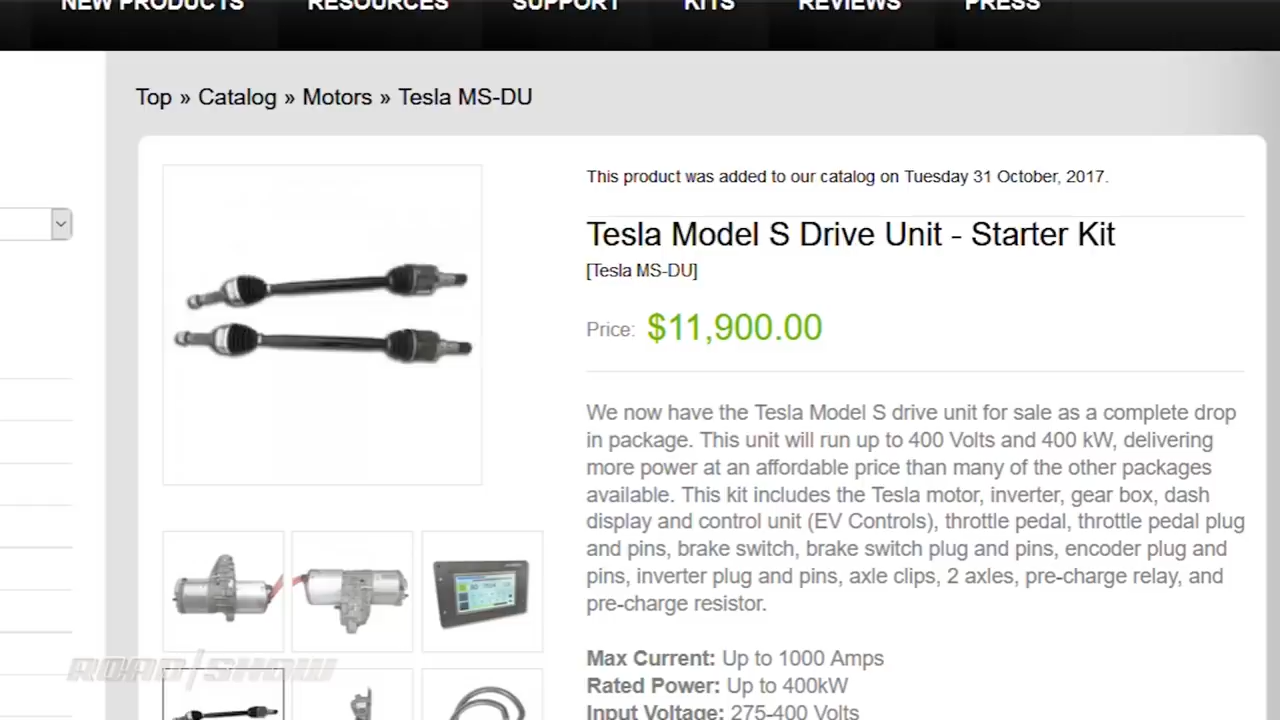 NEW PRODUCTS RESOURCES SUPPORT KITS REVIEWS PRESS
Top » Catalog » Motors » Tesla MS-DU
This product was added to our catalog on Tuesday 31 October, 2017.
Tesla Model S Drive Unit - Starter Kit
[Tesla MS-DU]
Price: $11,900.00
We now have the Tesla Model S drive unit for sale as a complete drop
in package. This unit will run up to 400 Volts and 400 kW, delivering
more power at an affordable price than many of the other packages
available. This kit includes the Tesla motor, inverter, gear box, dash
display and control unit (EV Controls), throttle pedal, throttle pedal plug
and pins, brake switch, brake switch plug and pins, encoder plug and
pins, inverter plug and pins, axle clips, 2 axles, pre-charge relay, and
pre-charge resistor.
Max Current: Up to 1000 Amps
Rated Power: Up to 400kW
Input Voltage: 275-400 Volts
ROAD/SHOW